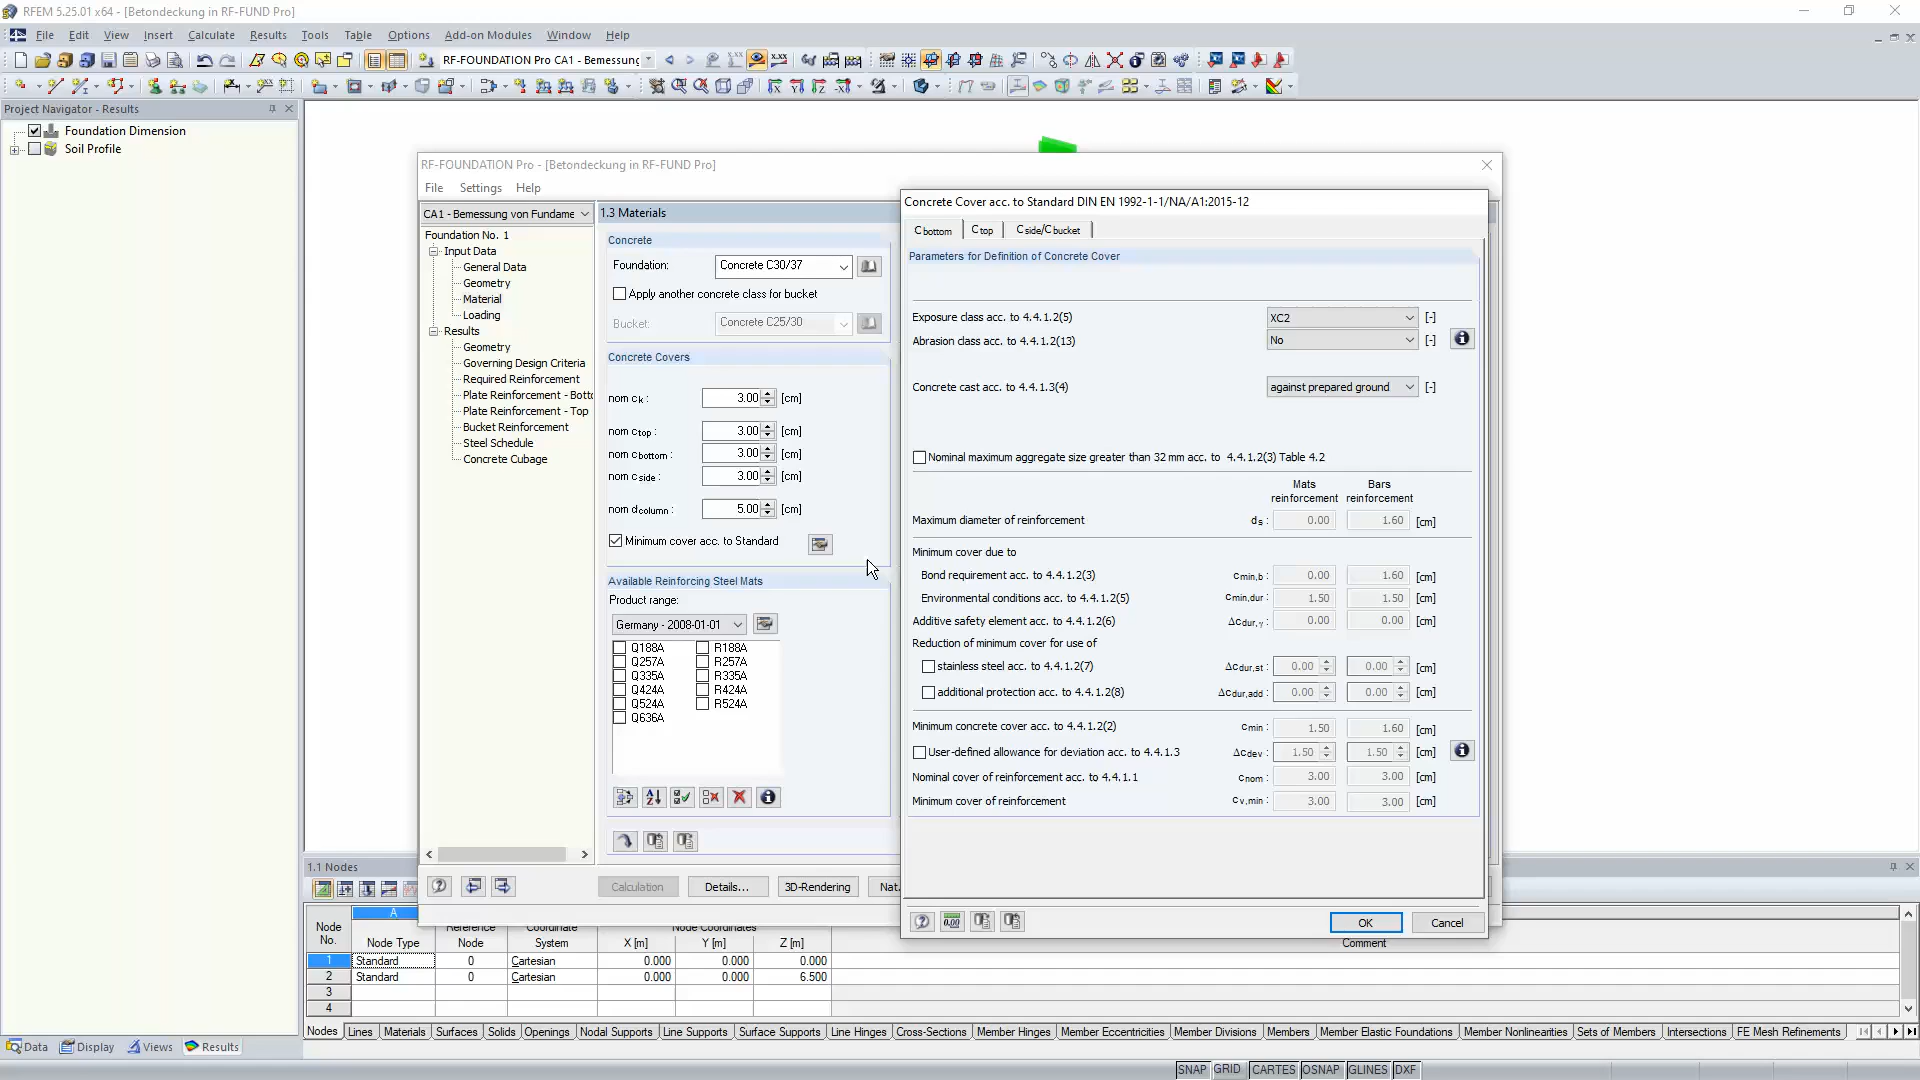 RFEM 5.25.01 x64 - [Betondeckung in RF-FUND Pro]
File Edit View Insert Calculate Results Tools Table Options Add-on Modules Window Help
RF-FOUNDATION Pro CA1 - Bemessung
Project Navigator - Results
Foundation Dimension
Soil Profile
RF-FOUNDATION Pro - [Betondeckung in RF-FUND Pro]
File Settings Help
CA1 - Bemessung von Fundame
Foundation No. 1
Input Data
General Data
Geometry
Material
Loading
Results
Geometry
Governing Design Criteria
Required Reinforcement
Plate Reinforcement - Botto
Plate Reinforcement - Top
Bucket Reinforcement
Steel Schedule
Concrete Cubage
1.3 Materials
Concrete
Foundation: Concrete C30/37
Apply another concrete class for bucket
Bucket: Concrete C25/30
Concrete Covers
nom ck : 3.00 [cm]
nom ctop : 3.00 [cm]
nom cbottom : 3.00 [cm]
nom cside : 3.00 [cm]
nom dcolumn : 5.00 [cm]
Minimum cover acc. to Standard
Available Reinforcing Steel Mats
Product range:
Germany - 2008-01-01
Q188A R188A
Q257A R257A
Q335A R335A
Q424A R424A
Q524A R524A
Q636A
Calculation Details... 3D-Rendering Nat.
Concrete Cover acc. to Standard DIN EN 1992-1-1/NA/A1:2015-12
Cbottom Ctop Cside/Cbucket
Parameters for Definition of Concrete Cover
Exposure class acc. to 4.4.1.2(5) XC2 [-]
Abrasion class acc. to 4.4.1.2(13) No [-]
Concrete cast acc. to 4.4.1.3(4) against prepared ground [-]
Nominal maximum aggregate size greater than 32 mm acc. to 4.4.1.2(3) Table 4.2
Mats reinforcement Bars reinforcement
Maximum diameter of reinforcement ds : 0.00 1.60 [cm]
Minimum cover due to
Bond requirement acc. to 4.4.1.2(3) cmin,b : 0.00 1.60 [cm]
Environmental conditions acc. to 4.4.1.2(5) cmin,dur : 1.50 1.50 [cm]
Additive safety element acc. to 4.4.1.2(6) Δcdur,γ : 0.00 0.00 [cm]
Reduction of minimum cover for use of
stainless steel acc. to 4.4.1.2(7) Δcdur,st : 0.00 0.00 [cm]
additional protection acc. to 4.4.1.2(8) Δcdur,add : 0.00 0.00 [cm]
Minimum concrete cover acc. to 4.4.1.2(2) cmin : 1.50 1.60 [cm]
User-defined allowance for deviation acc. to 4.4.1.3 Δcdev : 1.50 1.50 [cm]
Nominal cover of reinforcement acc. to 4.4.1.1 cnom : 3.00 3.00 [cm]
Minimum cover of reinforcement cv,min : 3.00 3.00 [cm]
OK Cancel
1.1 Nodes
A
Node No. Node Type Reference Node Coordinate System Node Coordinates X [m] Y [m] Z [m] Comment
1 Standard 0 Cartesian 0.000 0.000 0.000
2 Standard 0 Cartesian 0.000 0.000 6.500
3
4
Nodes Lines Materials Surfaces Solids Openings Nodal Supports Line Supports Surface Supports Line Hinges Cross-Sections Member Hinges Member Eccentricities Member Divisions Members Member Elastic Foundations Member Nonlinearities Sets of Members Intersections FE Mesh Refinements
Data Display Views Results
SNAP GRID CARTES OSNAP GLINES DXF